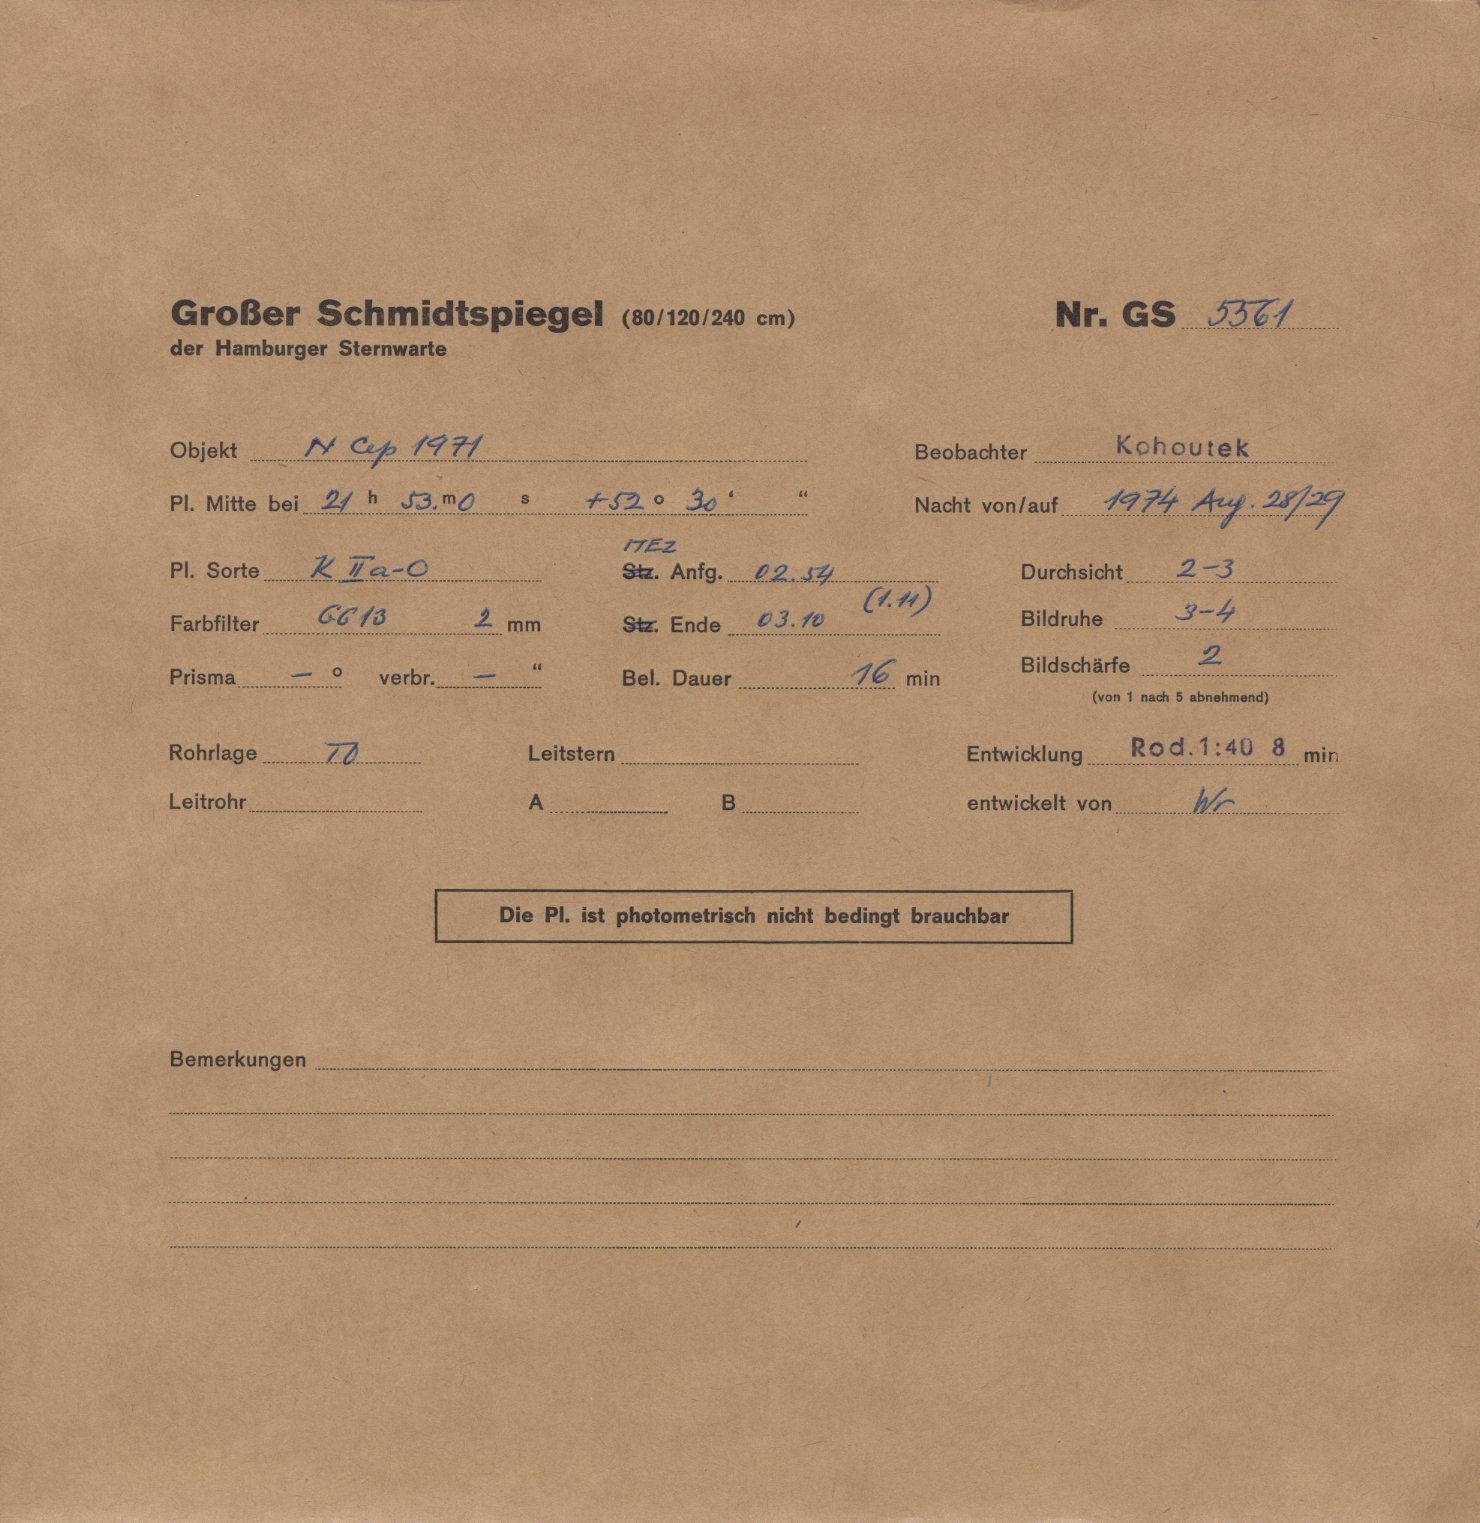 Großer Schmidtspiegel (80/120/240 cm) Nr. GS 5561
der Hamburger Sternwarte
Objekt N Cep 1971 Beobachter Kohoutek
Pl. Mitte bei 21 h 53. m 0 s +52 o 30 ‘ “ Nacht von/auf 1974 Aug. 28/29
MEZ
Pl. Sorte K IIa-O Stz. Anfg. 02.54 Durchsicht 2-3
(1.11)
Farbfilter GG13 2 mm Stz. Ende 03.10 Bildruhe 3-4
Prisma – o verbr. – “ Bel. Dauer 16 min Bildschärfe 2
(von 1 nach 5 abnehmend)
Rohrlage Leitstern Entwicklung Rod. 1:40 8 min
Leitrohr A B entwickelt von Wr
Die Pl. ist photometrisch nicht bedingt brauchbar
Bemerkungen